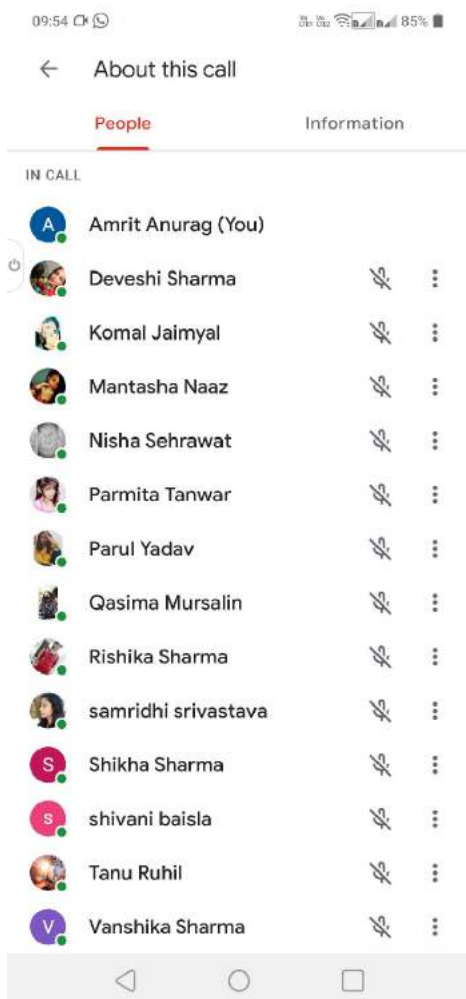 09:54 85%
About this call
People Information
IN CALL
A Amrit Anurag (You)
Deveshi Sharma
Komal Jaimyal
Mantasha Naaz
Nisha Sehrawat
Parmita Tanwar
Parul Yadav
Qasima Mursalin
Rishika Sharma
samridhi srivastava
S Shikha Sharma
s shivani baisla
Tanu Ruhil
V Vanshika Sharma